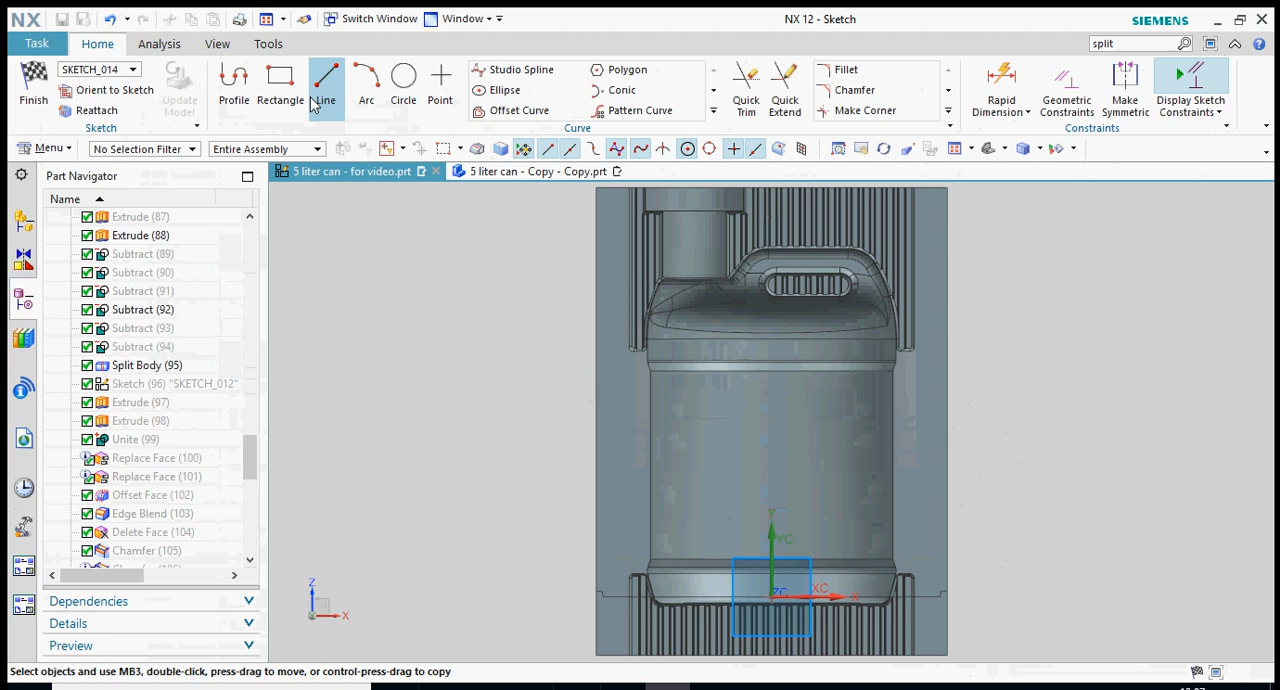 NX
Switch Window
Window
NX 12 - Sketch
SIEMENS
Task
Home
Analysis
View
Tools
split
Finish
SKETCH_014
Orient to Sketch
Reattach
Update Model
Sketch
Profile
Rectangle
Line
Arc
Circle
Point
Studio Spline
Ellipse
Offset Curve
Polygon
Conic
Pattern Curve
Curve
Quick Trim
Quick Extend
Fillet
Chamfer
Make Corner
Rapid Dimension
Geometric Constraints
Make Symmetric
Display Sketch Constraints
Constraints
Menu
No Selection Filter
Entire Assembly
Part Navigator
5 liter can - for video.prt
5 liter can - Copy - Copy.prt
Name
Extrude (87)
Extrude (88)
Subtract (89)
Subtract (90)
Subtract (91)
Subtract (92)
Subtract (93)
Subtract (94)
Split Body (95)
Sketch (96) "SKETCH_012"
Extrude (97)
Extrude (98)
Unite (99)
Replace Face (100)
Replace Face (101)
Offset Face (102)
Edge Blend (103)
Delete Face (104)
Chamfer (105)
Dependencies
Details
Preview
Z
X
Y
YC
ZC
XC
X
Select objects and use MB3, double-click, press-drag to move, or control-press-drag to copy